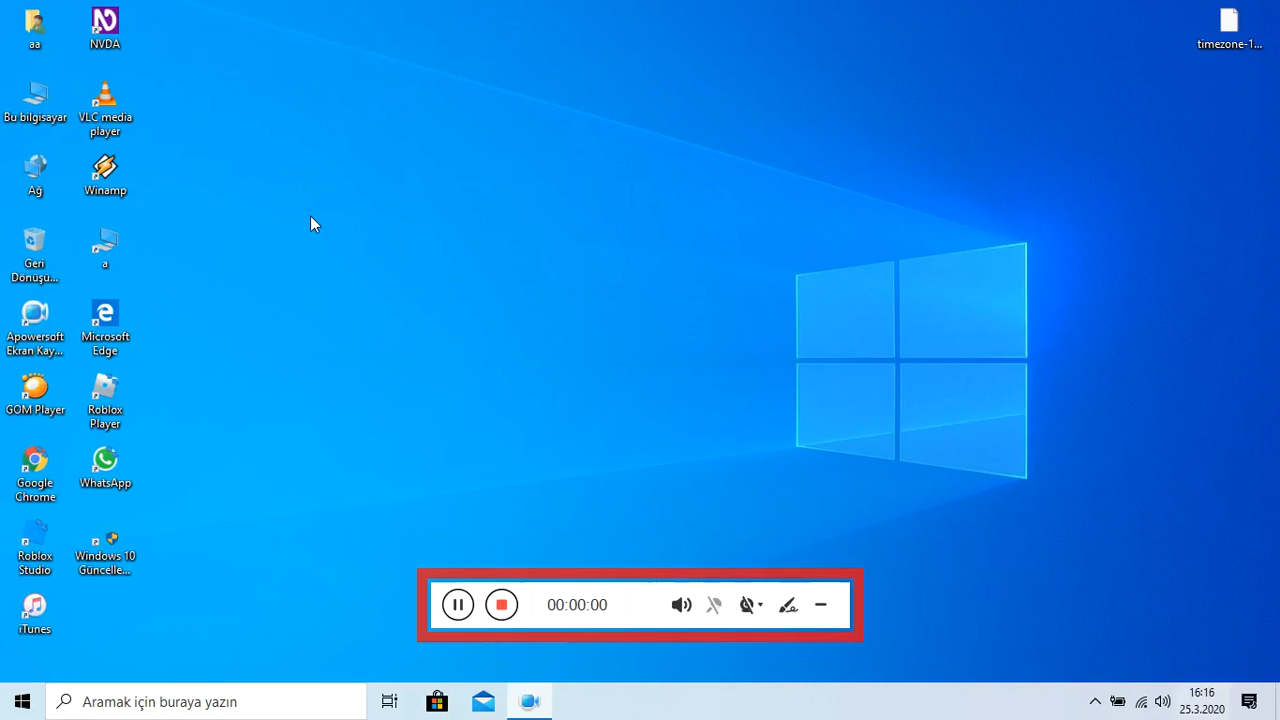 aa
NVDA
timezone-1...
Bu bilgisayar
VLC media
player
Ağ
Winamp
Geri
Dönüşü...
a
Apowersoft
Ekran Kay...
Microsoft
Edge
GOM Player
Roblox
Player
Google
Chrome
WhatsApp
Roblox
Studio
Windows 10
Güncelle...
iTunes
00:00:00
Aramak için buraya yazın
16:16
25.3.2020